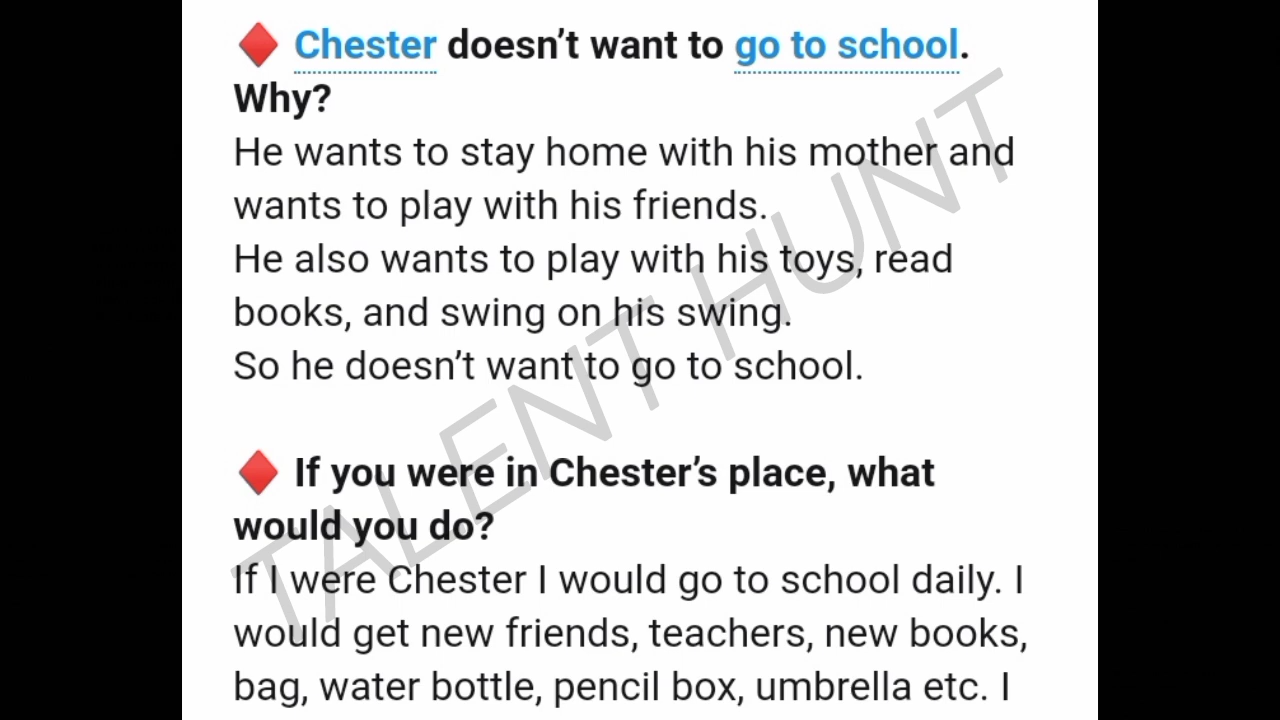 ♦️ Chester doesn’t want to go to school.
Why?
He wants to stay home with his mother and
wants to play with his friends.
He also wants to play with his toys, read
books, and swing on his swing.
So he doesn’t want to go to school.
♦️ If you were in Chester’s place, what
would you do?
If I were Chester I would go to school daily. I
would get new friends, teachers, new books,
bag, water bottle, pencil box, umbrella etc. I
TALENT HUNT